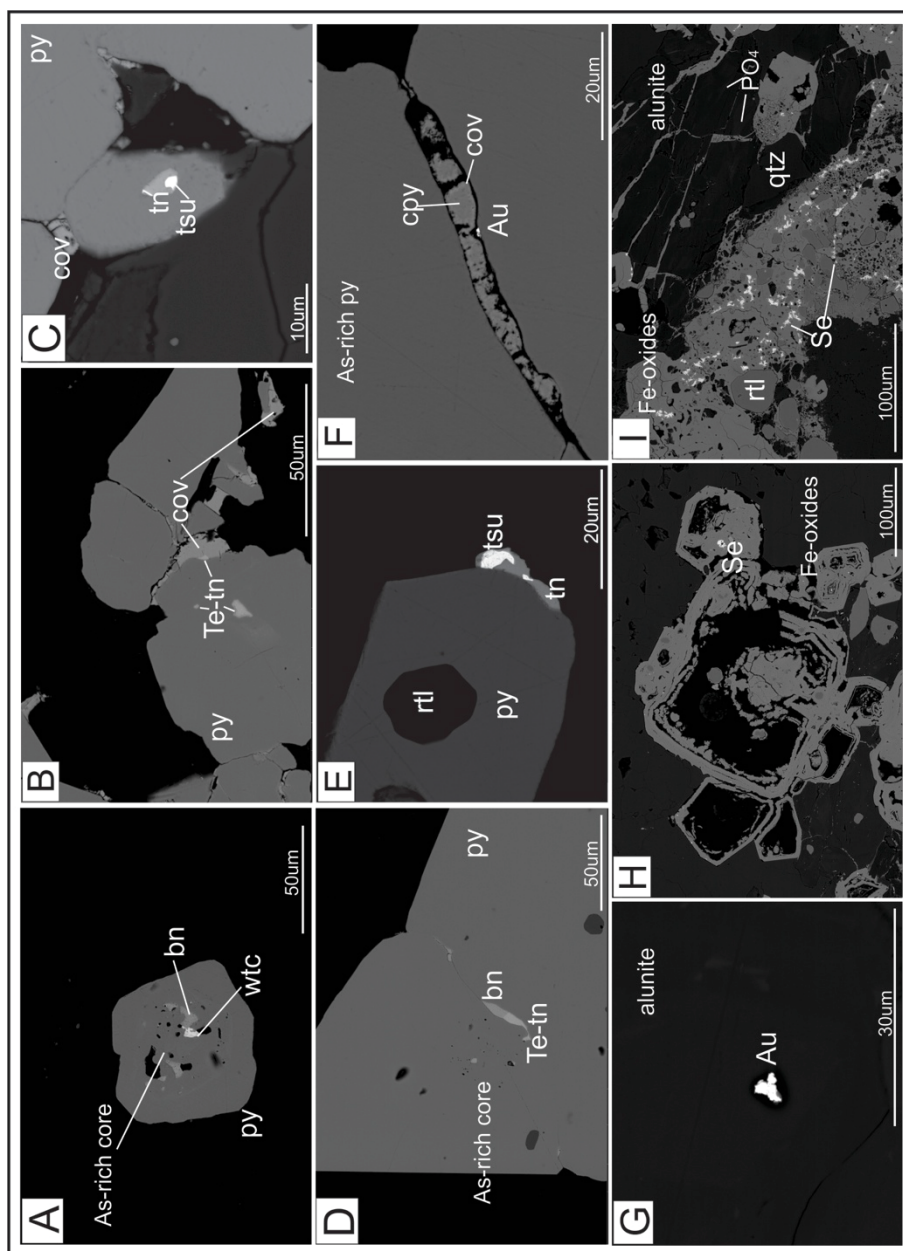 A
As-rich core
bn
wtc
py
50um
B
py
Te-tn
cov
50um
C
cov
tn
tsu
py
10um
D
As-rich core
Te-tn
bn
py
50um
E
rtl
py
tn
tsu
20um
F
As-rich py
cpy
Au
cov
20um
G
alunite
Au
30um
H
Se
Fe-oxides
100um
I
Fe-oxides
alunite
PO₄
qtz
rtl
Se
100um